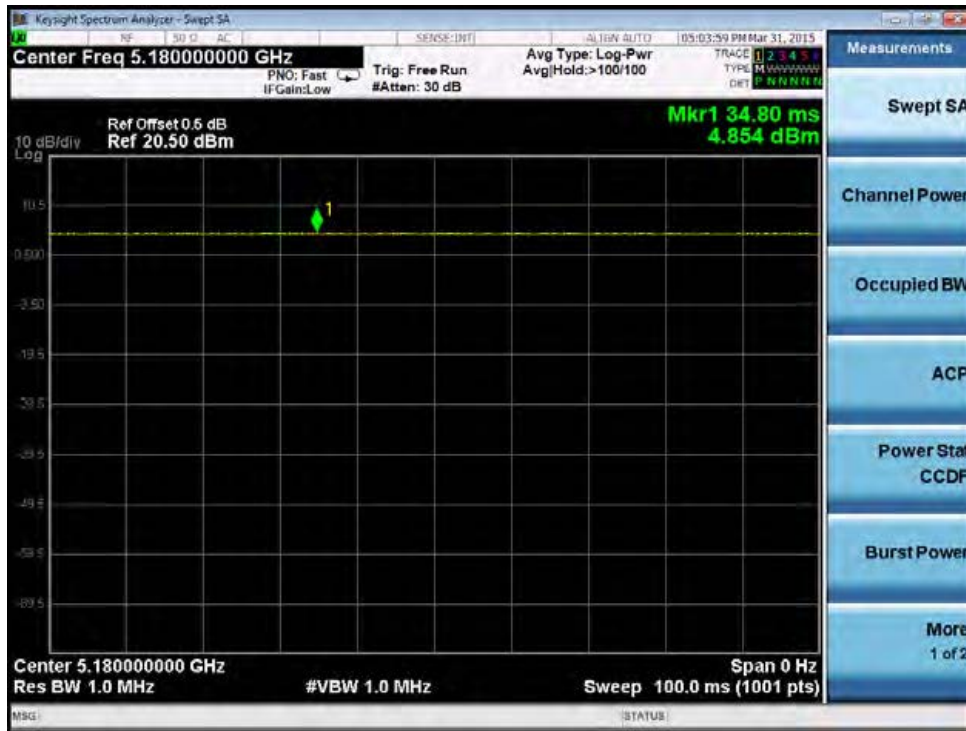 Keysight Spectrum Analyzer - Swept SA
RF 50 Ω AC SENSE:INT ALIGN AUTO 05:03:59 PM Mar 31, 2015
Center Freq 5.180000000 GHz
PNO: Fast
IFGain:Low
Trig: Free Run
#Atten: 30 dB
Avg Type: Log-Pwr
Avg|Hold:>100/100
TRACE 1 2 3 4 5
TYPE M
DET P N N N N N
Mkr1 34.80 ms
4.854 dBm
Ref Offset 0.5 dB
10 dB/div Ref 20.50 dBm
Log
10.5
1
0.500
-9.50
-19.5
-29.5
-39.5
-49.5
-59.5
-69.5
Center 5.180000000 GHz Span 0 Hz
Res BW 1.0 MHz #VBW 1.0 MHz Sweep 100.0 ms (1001 pts)
MSG STATUS
Measurements
Swept SA
Channel Power
Occupied BW
ACP
Power Stat
CCDF
Burst Power
More
1 of 2